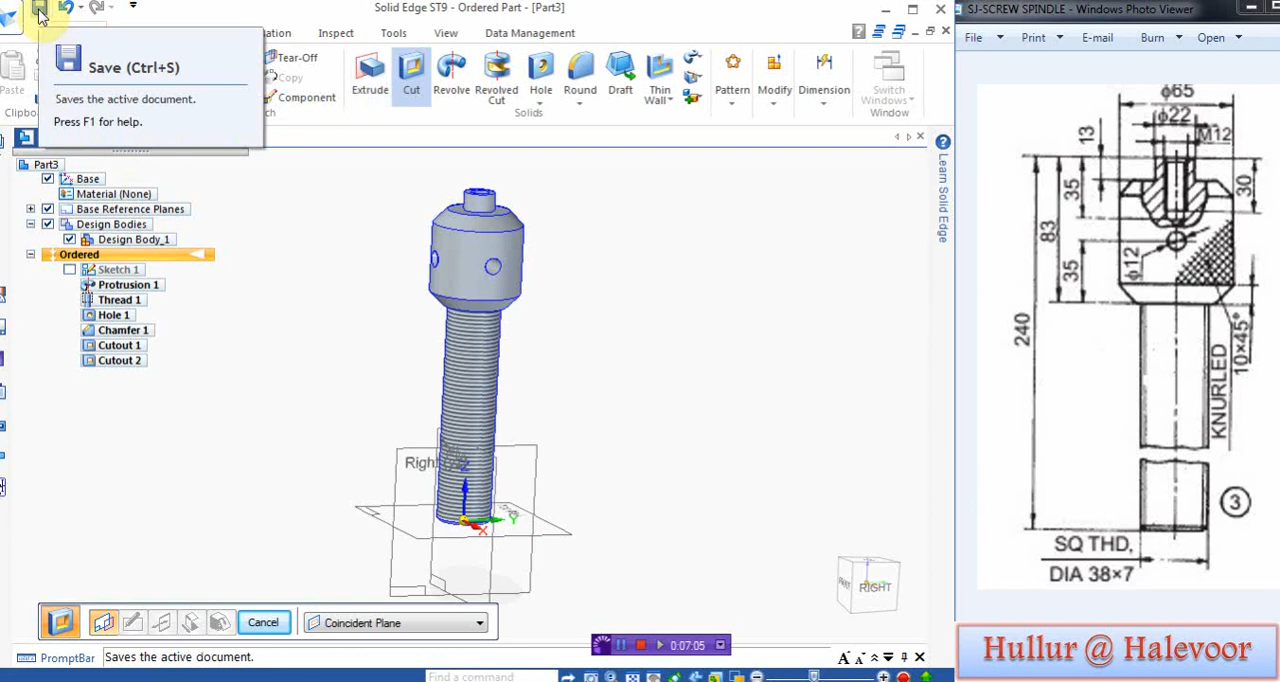 Solid Edge ST9 - Ordered Part - [Part3]
SJ-SCREW SPINDLE - Windows Photo Viewer
Inspect Tools View Data Management
File Print E-mail Burn Open
Save (Ctrl+S)
Saves the active document.
Press F1 for help.
Paste
Tear-Off
Copy
Component
Extrude Cut Revolve Revolved Cut Hole Round Draft Thin Wall Pattern Modify Dimension Switch Windows
Solids
Window
Learn Solid Edge
Part3
Base
Material (None)
Base Reference Planes
Design Bodies
Design Body_1
Ordered
Sketch 1
Protrusion 1
Thread 1
Hole 1
Chamfer 1
Cutout 1
Cutout 2
Right
Z
Y
X
RIGHT
ϕ65
ϕ22
M12
13
35
30
83
ϕ12
35
240
10×45°
KNURLED
3
SQ THD,
DIA 38×7
Cancel
Coincident Plane
0:07:05
PromptBar
Saves the active document.
Find a command
Hullur @ Halevoor